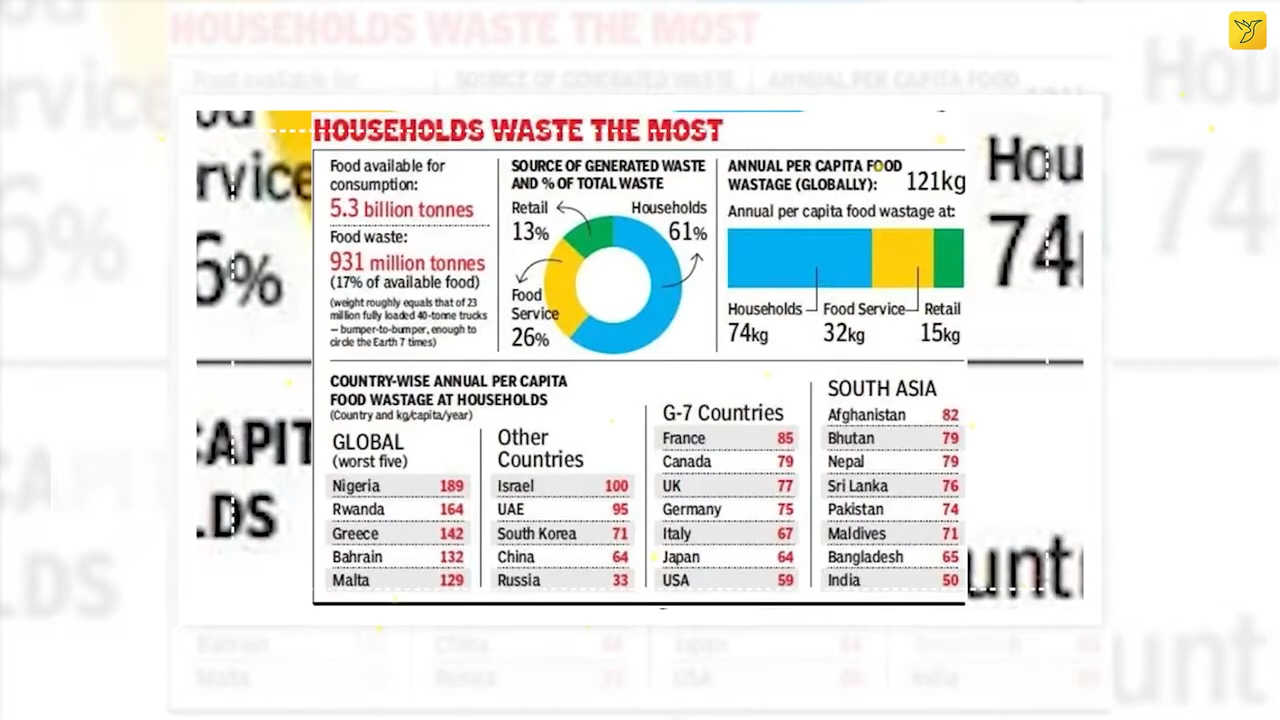 HOUSEHOLDS WASTE THE MOST
Food available for
consumption:
5.3 billion tonnes
Food waste:
931 million tonnes
(17% of available food)
(weight roughly equals that of 23
million fully loaded 40-tonne trucks
– bumper-to-bumper, enough to
circle the Earth 7 times)
SOURCE OF GENERATED WASTE
AND % OF TOTAL WASTE
Retail
13%
Households
61%
Food
Service
26%
ANNUAL PER CAPITA FOOD
WASTAGE (GLOBALLY): 121kg
Annual per capita food wastage at:
Households Food Service Retail
74kg 32kg 15kg
COUNTRY-WISE ANNUAL PER CAPITA
FOOD WASTAGE AT HOUSEHOLDS
(Country and kg/capita/year)
GLOBAL
(worst five)
Nigeria 189
Rwanda 164
Greece 142
Bahrain 132
Malta 129
Other
Countries
Israel 100
UAE 95
South Korea 71
China 64
Russia 33
G-7 Countries
France 85
Canada 79
UK 77
Germany 75
Italy 67
Japan 64
USA 59
SOUTH ASIA
Afghanistan 82
Bhutan 79
Nepal 79
Sri Lanka 76
Pakistan 74
Maldives 71
Bangladesh 65
India 50